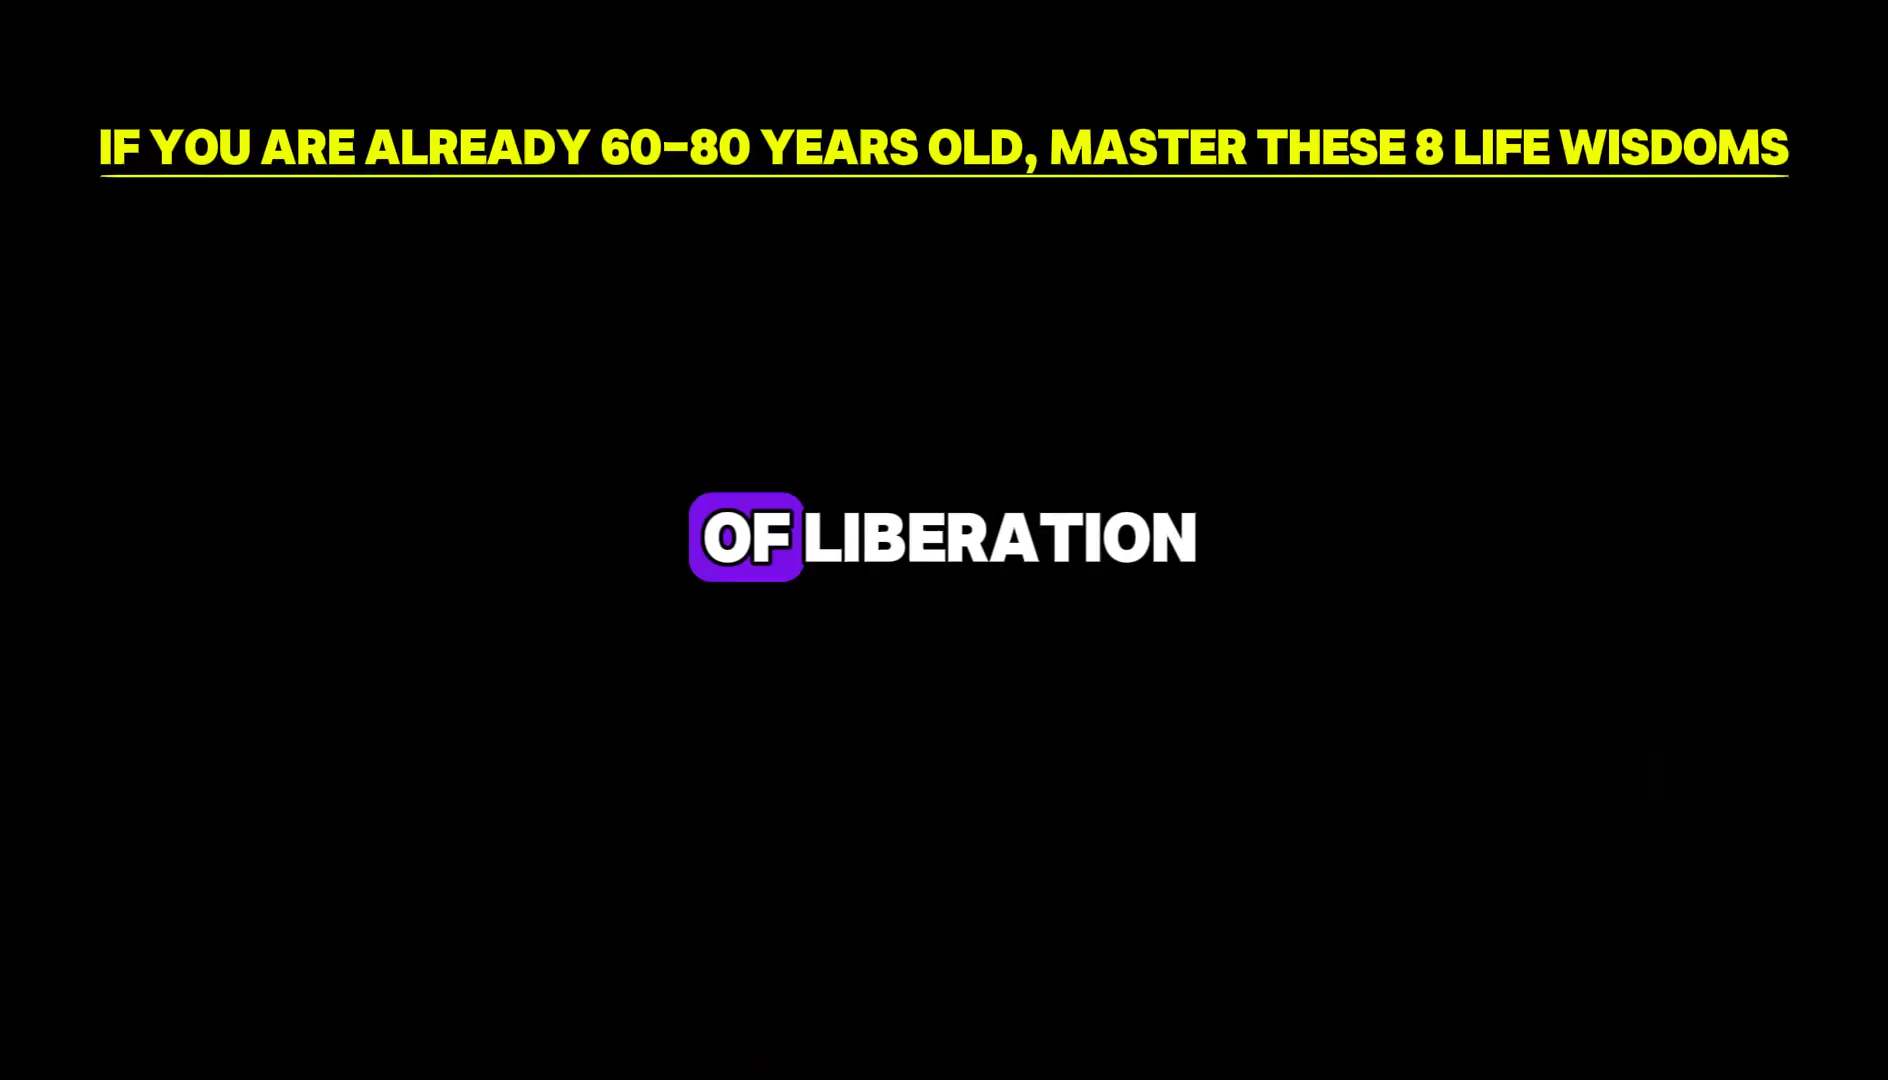 IF YOU ARE ALREADY 60-80 YEARS OLD, MASTER THESE 8 LIFE WISDOMS
OF LIBERATION